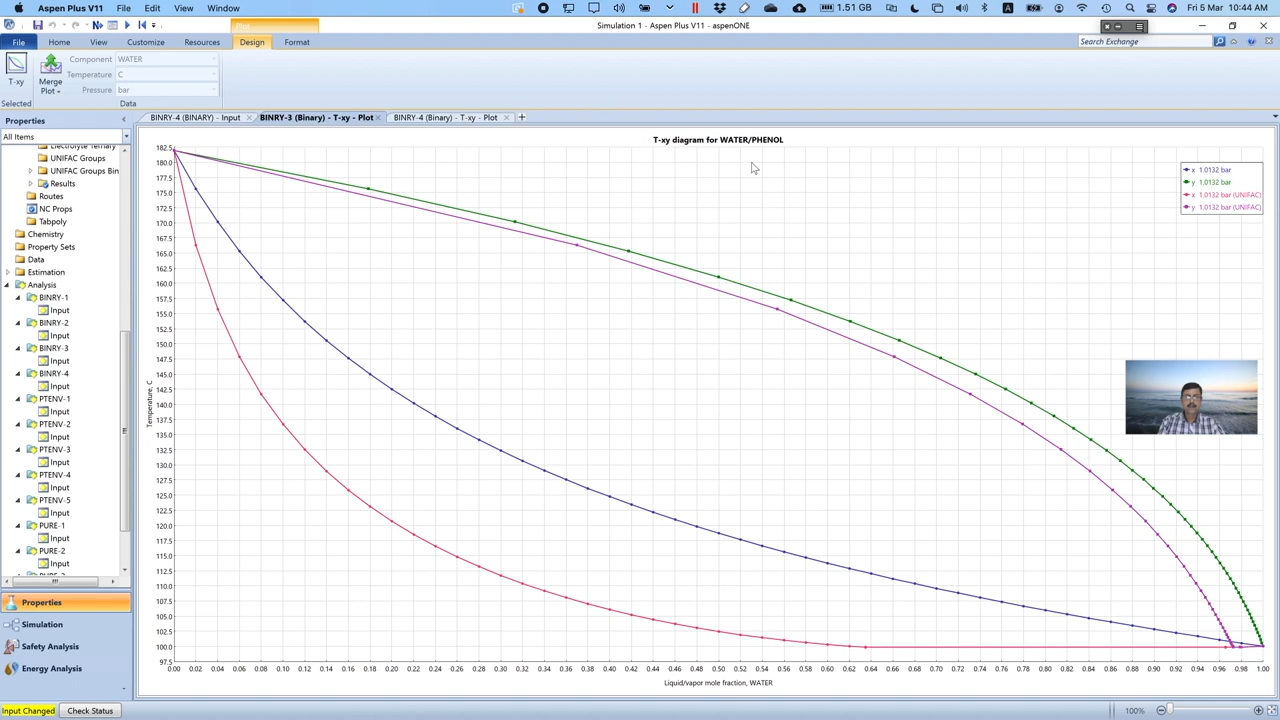 Aspen Plus V11 File Edit View Window
1.51 GB Fri 5 Mar 10:44 AM
Plot
Simulation 1 - Aspen Plus V11 - aspenONE
File Home View Customize Resources Design Format
Search Exchange
T-xy
Selected
Merge
Plot
Component WATER
Temperature C
Pressure bar
Data
Properties
All Items
Electrolyte Ternary
UNIFAC Groups
UNIFAC Groups Bin
Results
Routes
NC Props
Tabpoly
Chemistry
Property Sets
Data
Estimation
Analysis
BINRY-1
Input
BINRY-2
Input
BINRY-3
Input
BINRY-4
Input
PTENV-1
Input
PTENV-2
Input
PTENV-3
Input
PTENV-4
Input
PTENV-5
Input
PURE-1
Input
PURE-2
Input
Properties
Simulation
Safety Analysis
Energy Analysis
BINRY-4 (BINARY) - Input BINRY-3 (Binary) - T-xy - Plot BINRY-4 (Binary) - T-xy - Plot
T-xy diagram for WATER/PHENOL
x 1.0132 bar
y 1.0132 bar
x 1.0132 bar (UNIFAC)
y 1.0132 bar (UNIFAC)
Temperature, C
182.5
180.0
177.5
175.0
172.5
170.0
167.5
165.0
162.5
160.0
157.5
155.0
152.5
150.0
147.5
145.0
142.5
140.0
137.5
135.0
132.5
130.0
127.5
125.0
122.5
120.0
117.5
115.0
112.5
110.0
107.5
105.0
102.5
100.0
97.5
0.00 0.02 0.04 0.06 0.08 0.10 0.12 0.14 0.16 0.18 0.20 0.22 0.24 0.26 0.28 0.30 0.32 0.34 0.36 0.38 0.40 0.42 0.44 0.46 0.48 0.50 0.52 0.54 0.56 0.58 0.60 0.62 0.64 0.66 0.68 0.70 0.72 0.74 0.76 0.78 0.80 0.82 0.84 0.86 0.88 0.90 0.92 0.94 0.96 0.98 1.00
Liquid/vapor mole fraction, WATER
Input Changed Check Status
100%